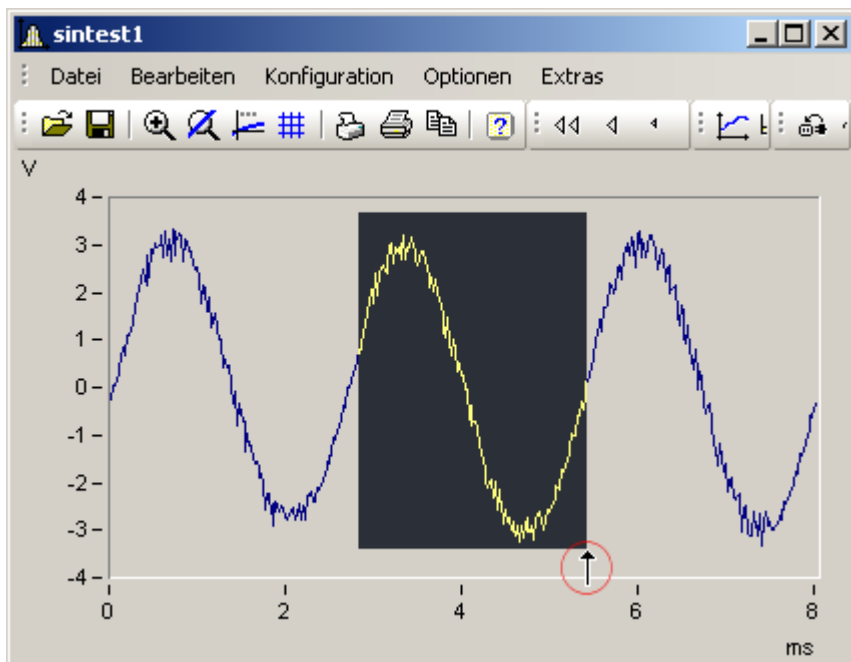 sintest1
Datei Bearbeiten Konfiguration Optionen Extras
V
4
3
2
1
0
-1
-2
-3
-4
0 2 4 6 8
ms